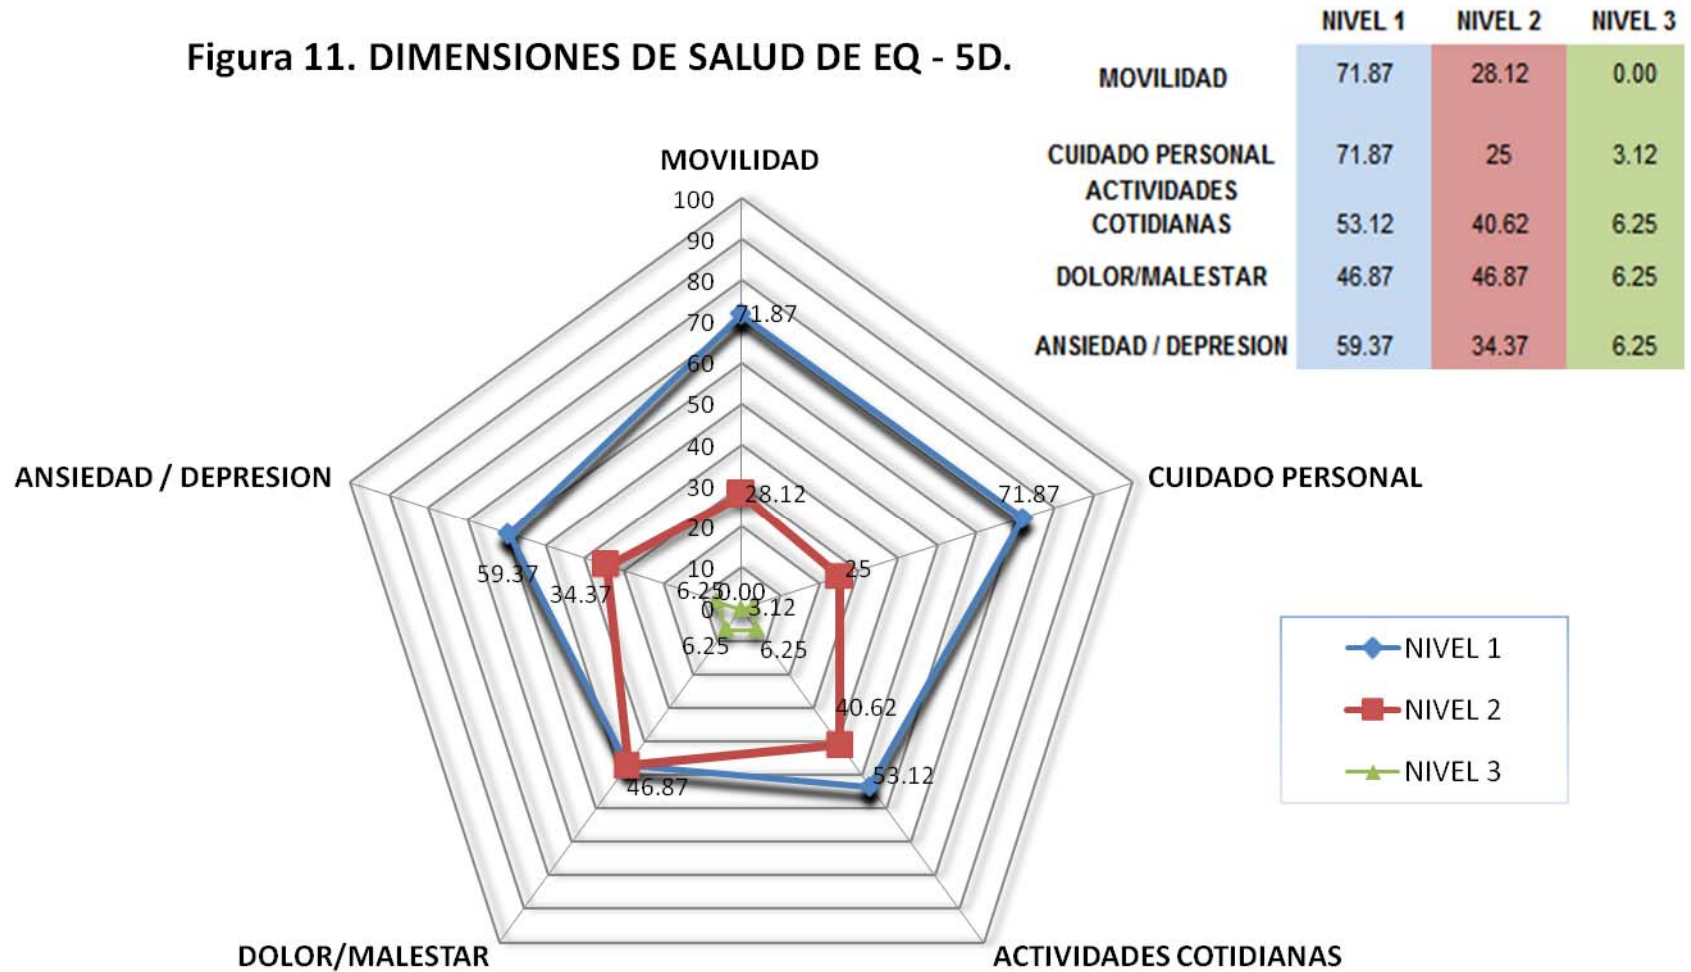 Figura 11. DIMENSIONES DE SALUD DE EQ - 5D.
NIVEL 1 NIVEL 2 NIVEL 3
MOVILIDAD 71.87 28.12 0.00
CUIDADO PERSONAL 71.87 25 3.12
ACTIVIDADES
COTIDIANAS 53.12 40.62 6.25
DOLOR/MALESTAR 46.87 46.87 6.25
ANSIEDAD / DEPRESION 59.37 34.37 6.25
MOVILIDAD
100
90
80
70
60
50
40
30
20
10
0
71.87
28.12
0.00
CUIDADO PERSONAL
71.87
25
3.12
ACTIVIDADES COTIDIANAS
53.12
40.62
6.25
DOLOR/MALESTAR
46.87
6.25
ANSIEDAD / DEPRESION
59.37
34.37
6.25
NIVEL 1
NIVEL 2
NIVEL 3